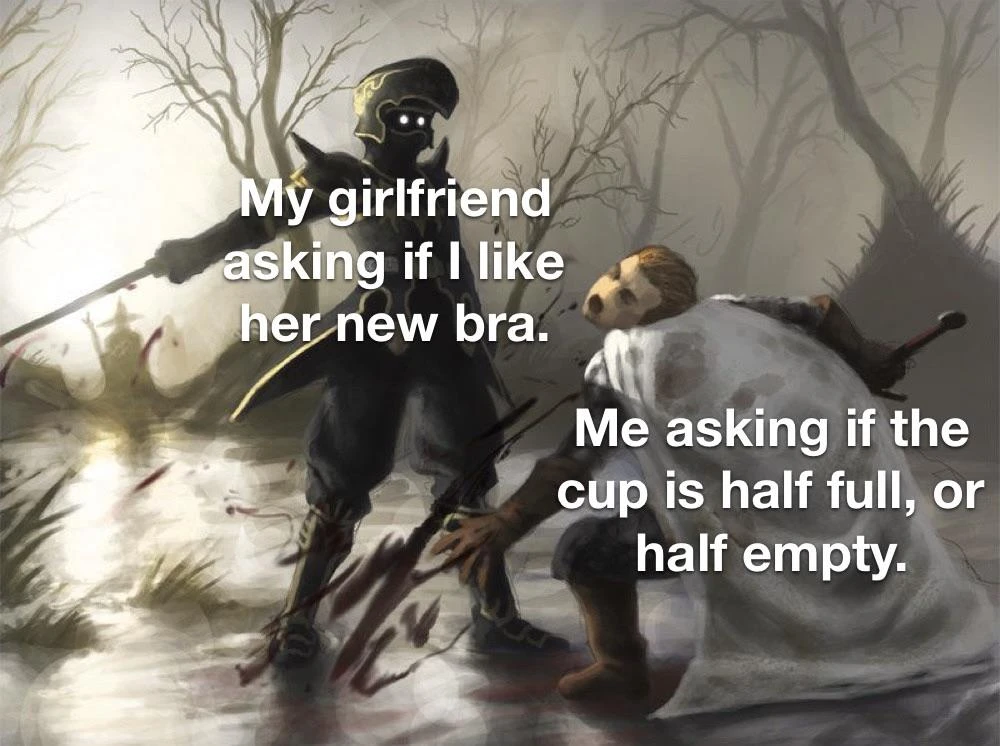 My girlfriend
asking if I like
her new bra.
Me asking if the
cup is half full, or
half empty.